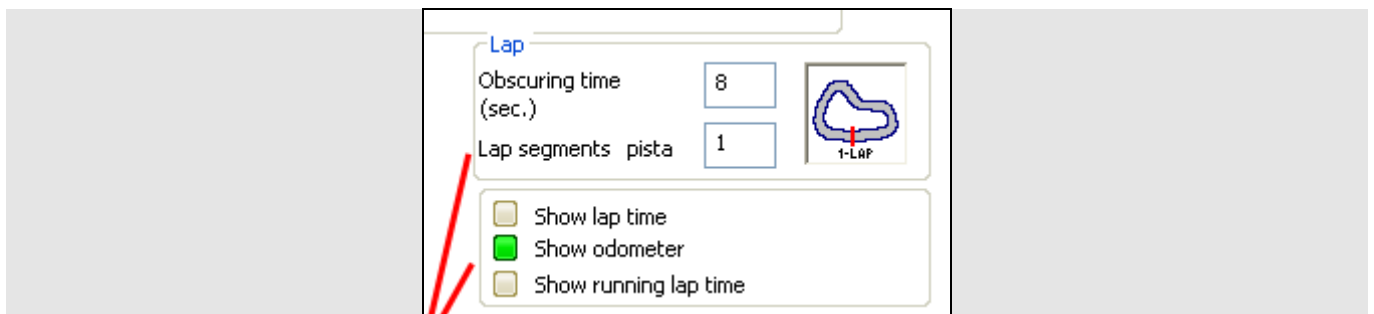 Lap
Obscuring time
(sec.)
8
Lap segments pista
1
1-LAP
Show lap time
Show odometer
Show running lap time